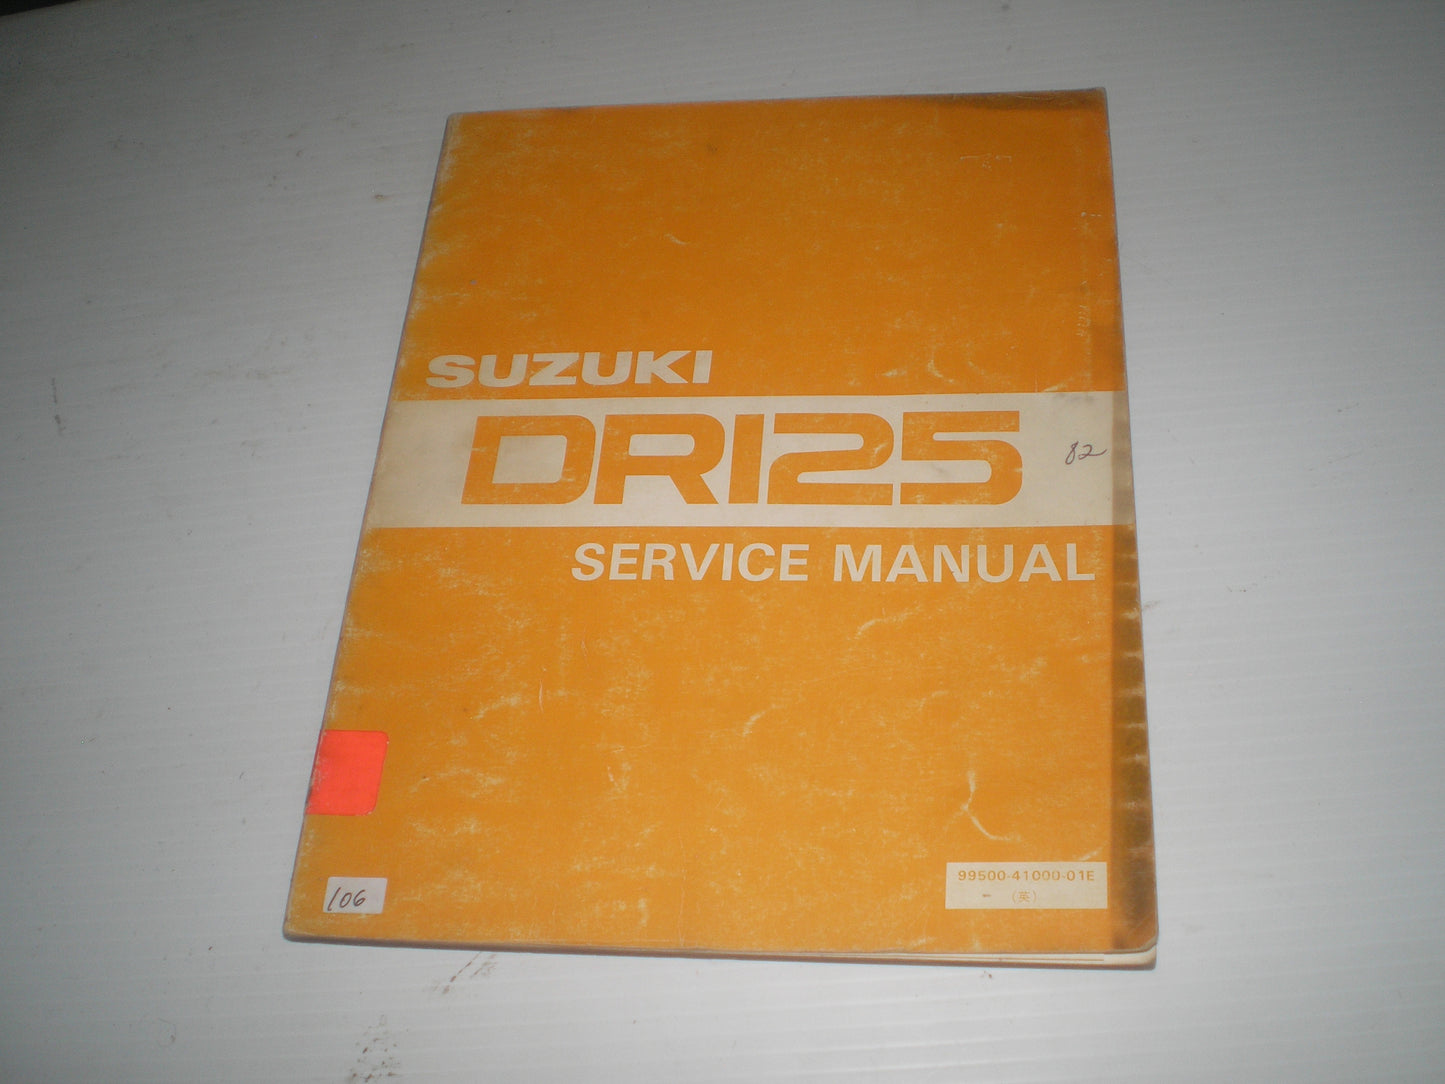 SUZUKI
DR125
82
SERVICE MANUAL
106
99500-41000-01E
(英)